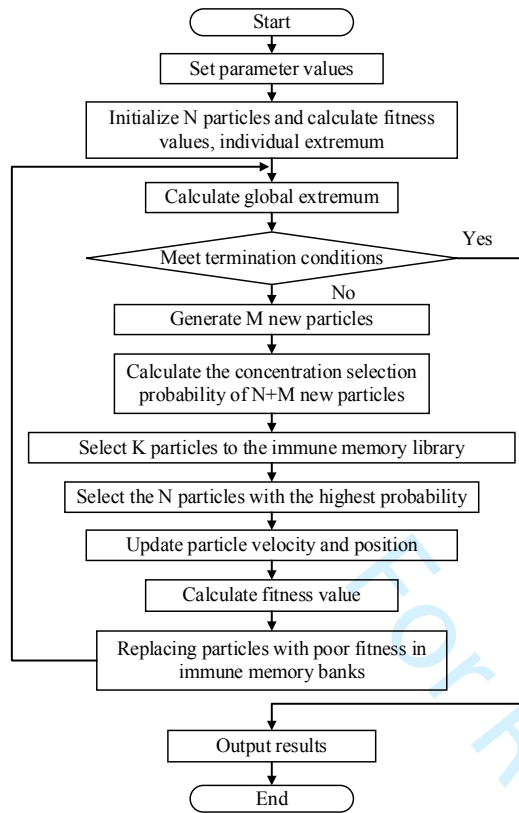 Start
Set parameter values
Initialize N particles and calculate fitness
values, individual extremum
Calculate global extremum
Meet termination conditions
Yes
No
Generate M new particles
Calculate the concentration selection
probability of N+M new particles
Select K particles to the immune memory library
Select the N particles with the highest probability
Update particle velocity and position
Calculate fitness value
Replacing particles with poor fitness in
immune memory banks
Output results
End
For